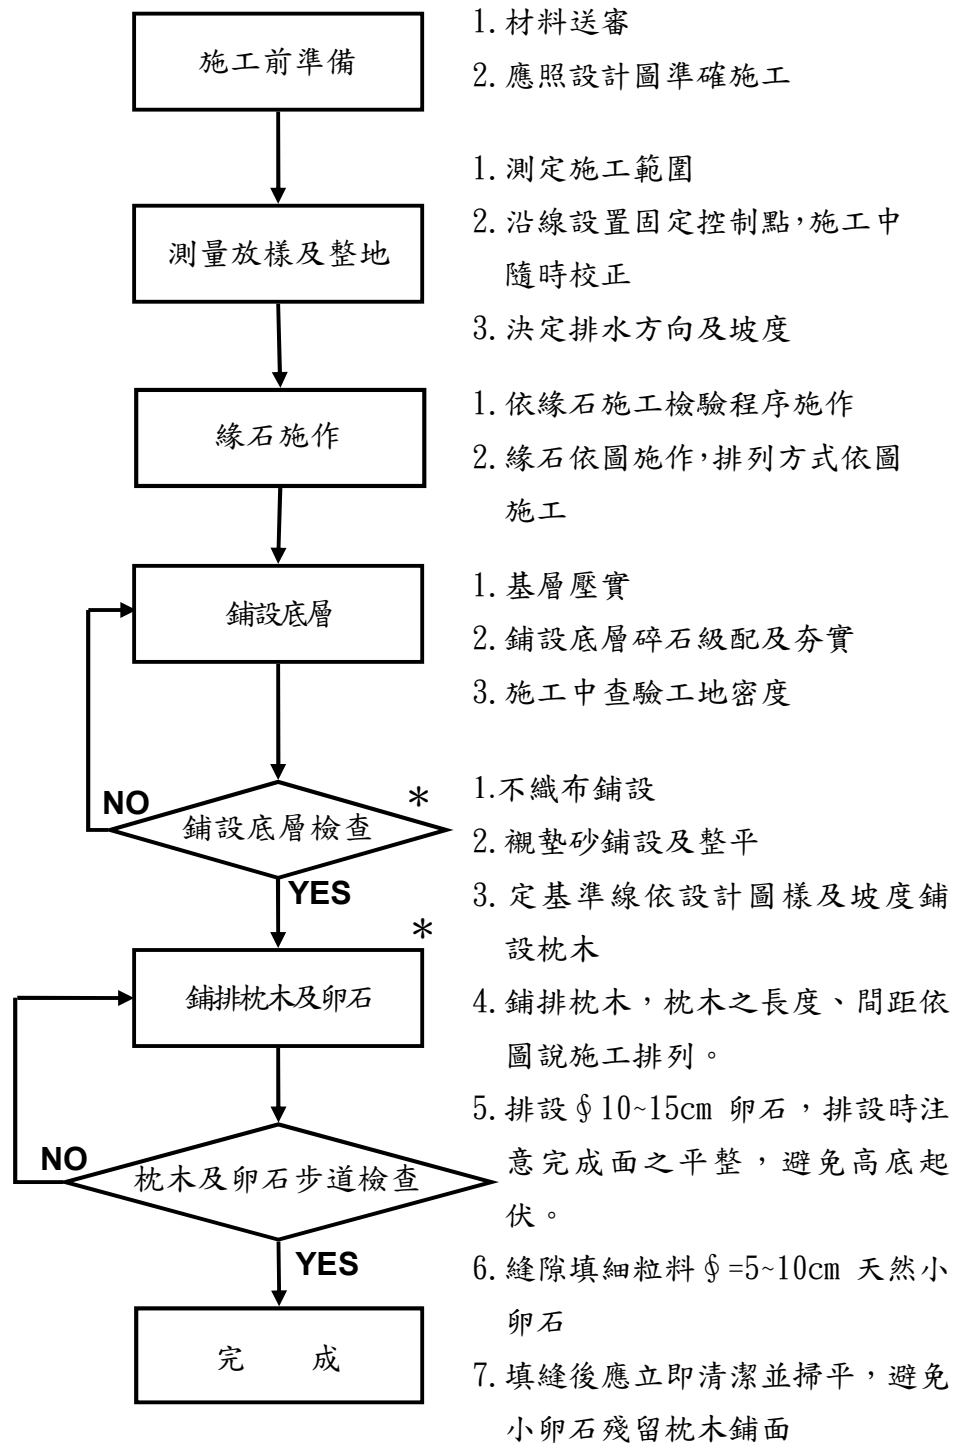 施工前準備
1.材料送審
2.應照設計圖準確施工
測量放樣及整地
1.測定施工範圍
2.沿線設置固定控制點,施工中
隨時校正
3.決定排水方向及坡度
緣石施作
1.依緣石施工檢驗程序施作
2.緣石依圖施作,排列方式依圖
施工
鋪設底層
1.基層壓實
2.鋪設底層碎石級配及夯實
3.施工中查驗工地密度
NO
鋪設底層檢查
＊
YES
＊
鋪排枕木及卵石
NO
枕木及卵石步道檢查
YES
完 成
1.不織布鋪設
2.襯墊砂鋪設及整平
3.定基準線依設計圖樣及坡度鋪
設枕木
4.鋪排枕木，枕木之長度、間距依
圖說施工排列。
5.排設∮10~15cm 卵石，排設時注
意完成面之平整，避免高底起
伏。
6.縫隙填細粒料∮=5~10cm 天然小
卵石
7.填縫後應立即清潔並掃平，避免
小卵石殘留枕木鋪面